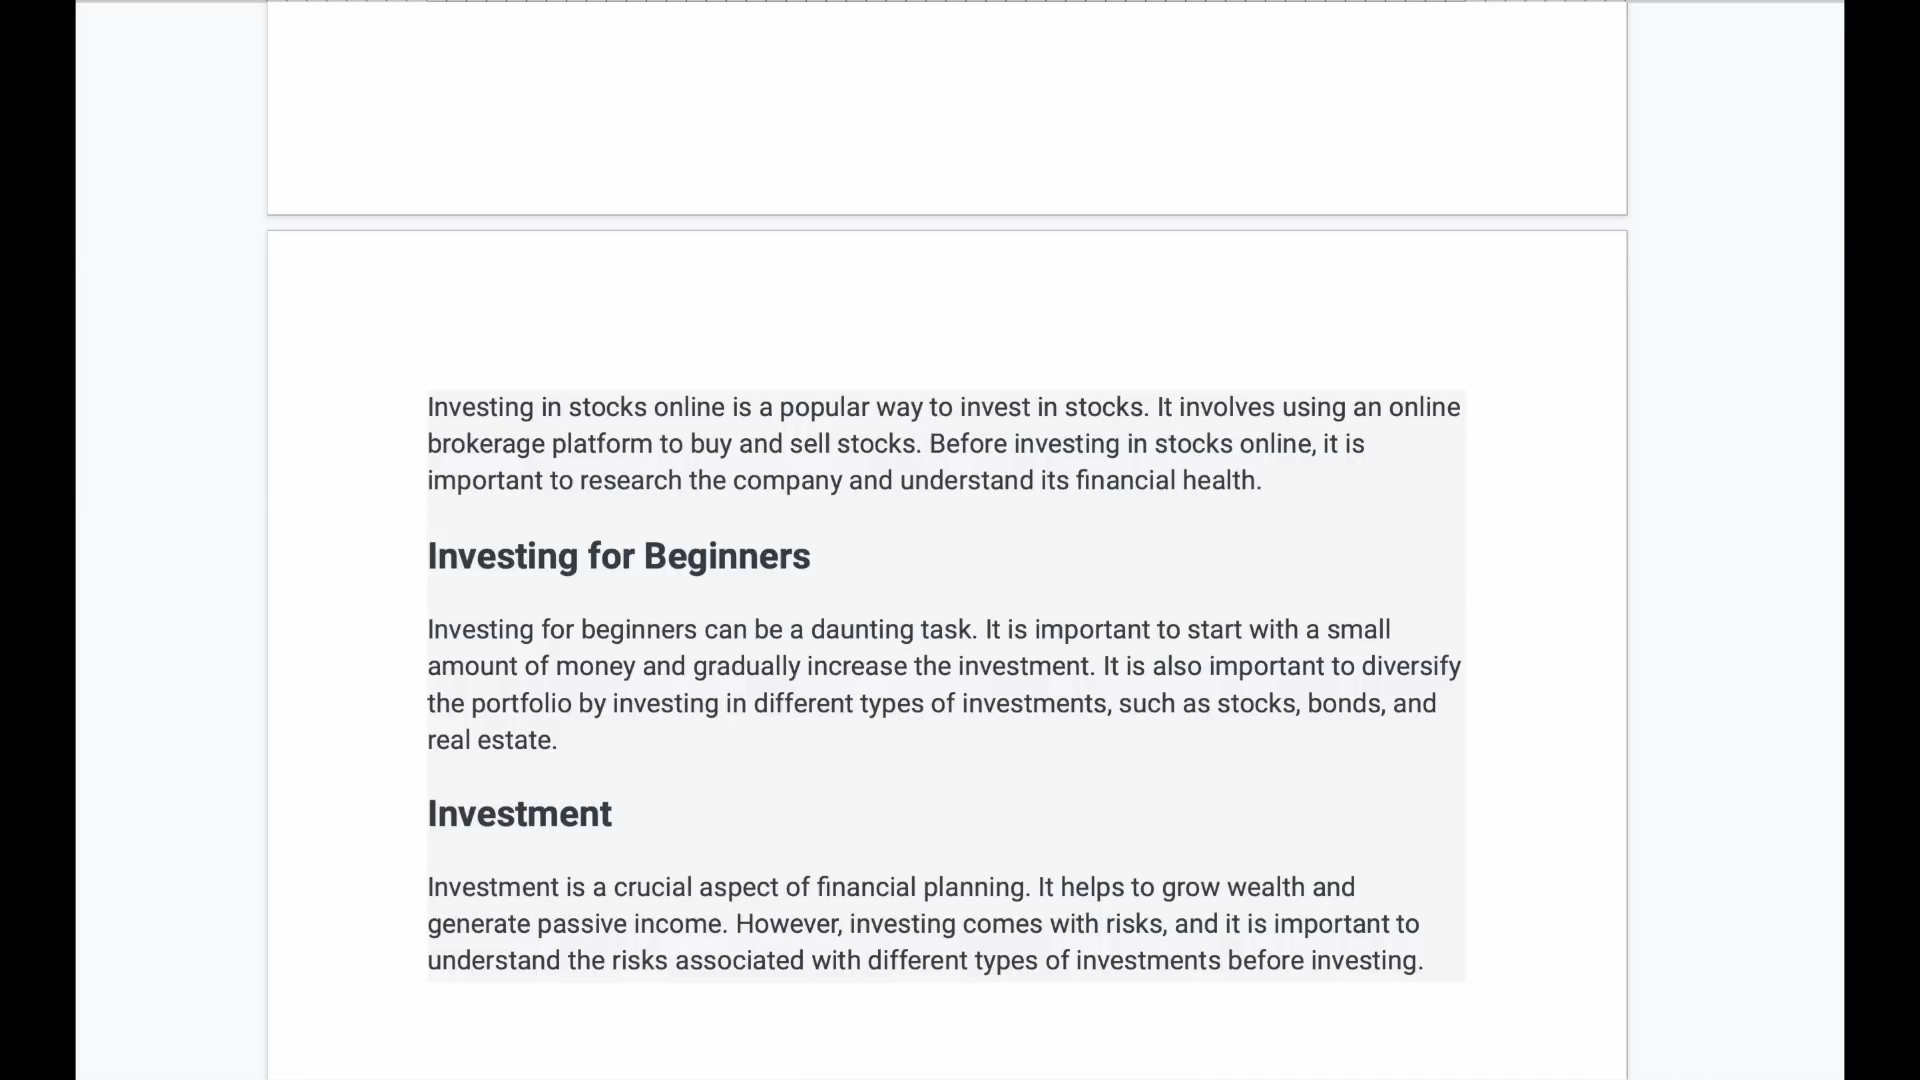 Investing in stocks online is a popular way to invest in stocks. It involves using an online
brokerage platform to buy and sell stocks. Before investing in stocks online, it is
important to research the company and understand its financial health.
Investing for Beginners
Investing for beginners can be a daunting task. It is important to start with a small
amount of money and gradually increase the investment. It is also important to diversify
the portfolio by investing in different types of investments, such as stocks, bonds, and
real estate.
Investment
Investment is a crucial aspect of financial planning. It helps to grow wealth and
generate passive income. However, investing comes with risks, and it is important to
understand the risks associated with different types of investments before investing.